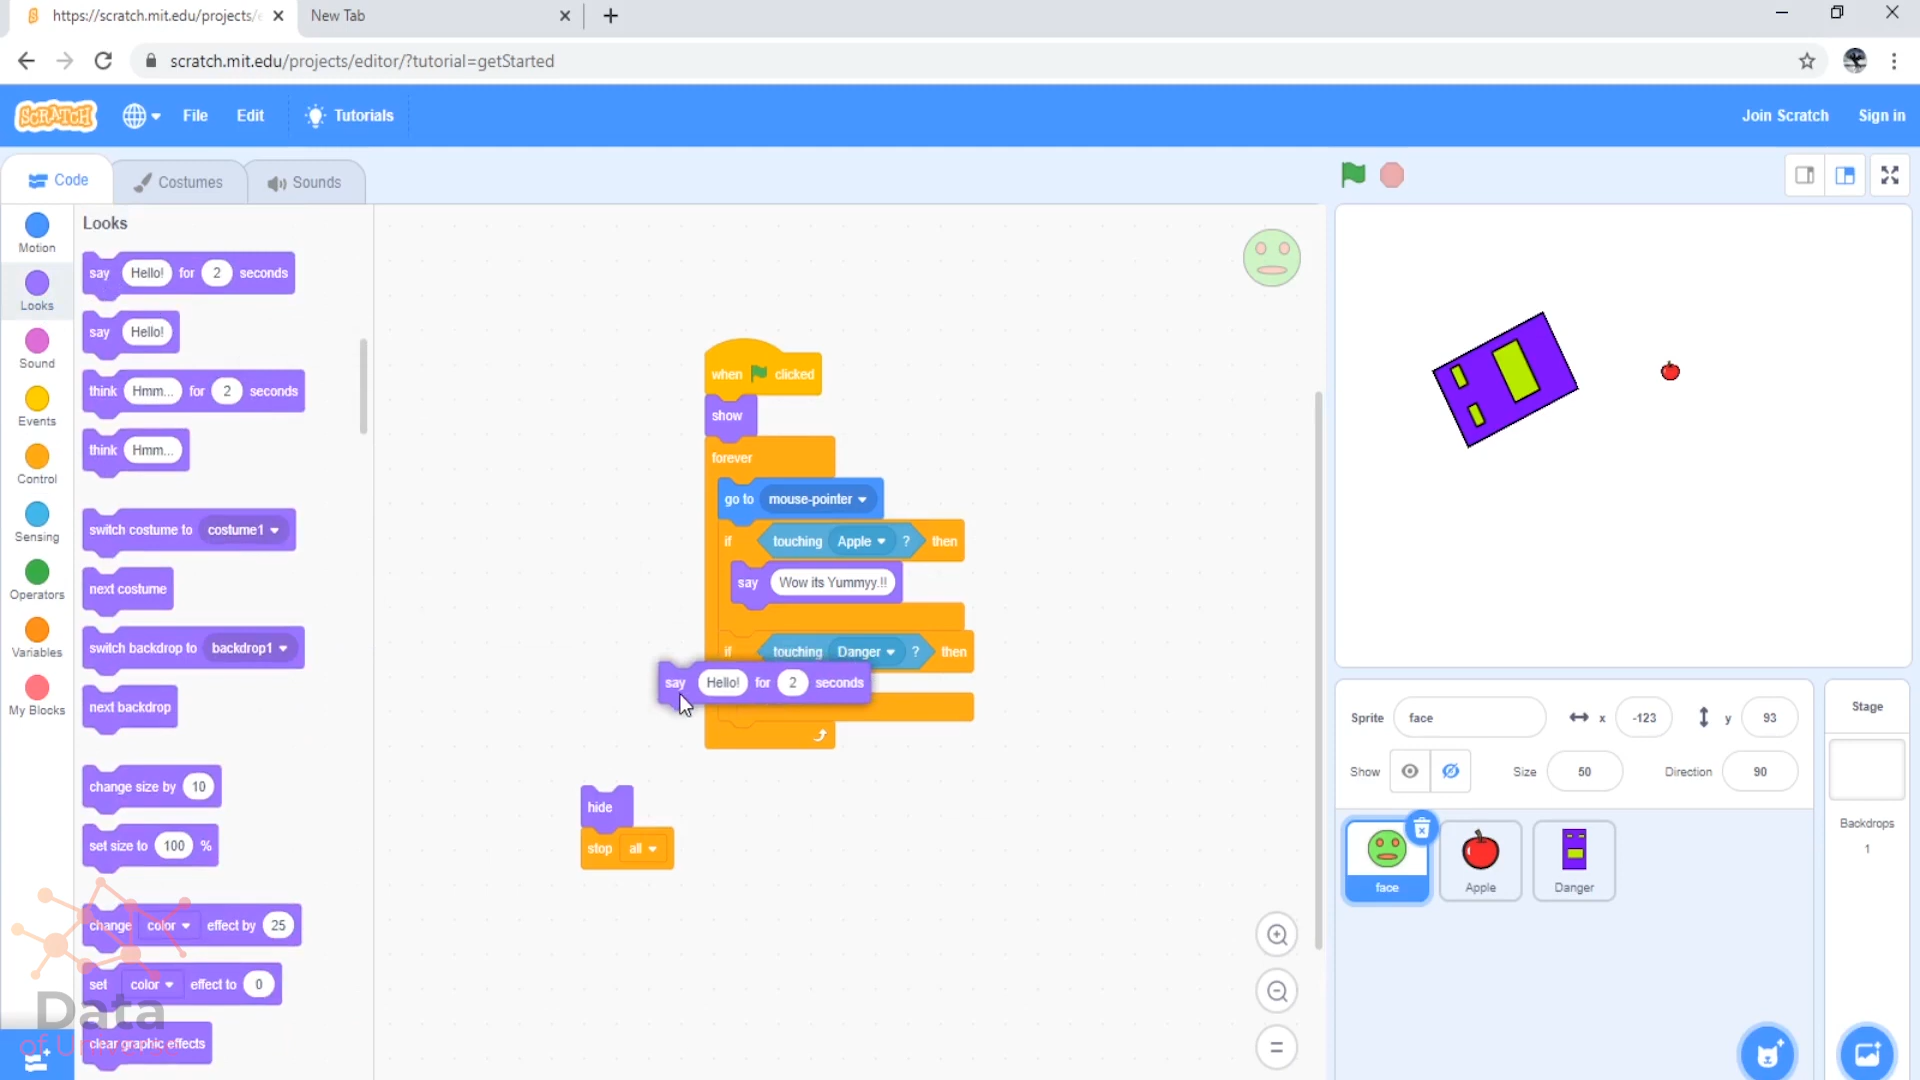 https://scratch.mit.edu/projects/e
New Tab
scratch.mit.edu/projects/editor/?tutorial=getStarted
SCRATCH
File
Edit
Tutorials
Join Scratch
Sign in
Code
Costumes
Sounds
Motion
Looks
Sound
Events
Control
Sensing
Operators
Variables
My Blocks
Looks
say Hello! for 2 seconds
say Hello!
think Hmm... for 2 seconds
think Hmm...
switch costume to costume1
next costume
switch backdrop to backdrop1
next backdrop
change size by 10
set size to 100 %
change color effect by 25
set color effect to 0
clear graphic effects
Data
of Universe
when clicked
show
forever
go to mouse-pointer
if touching Apple ? then
say Wow its Yummyy.!!
if touching Danger ? then
say Hello! for 2 seconds
hide
stop all
Sprite face x -123 y 93
Show Size 50 Direction 90
face
Apple
Danger
Stage
Backdrops
1